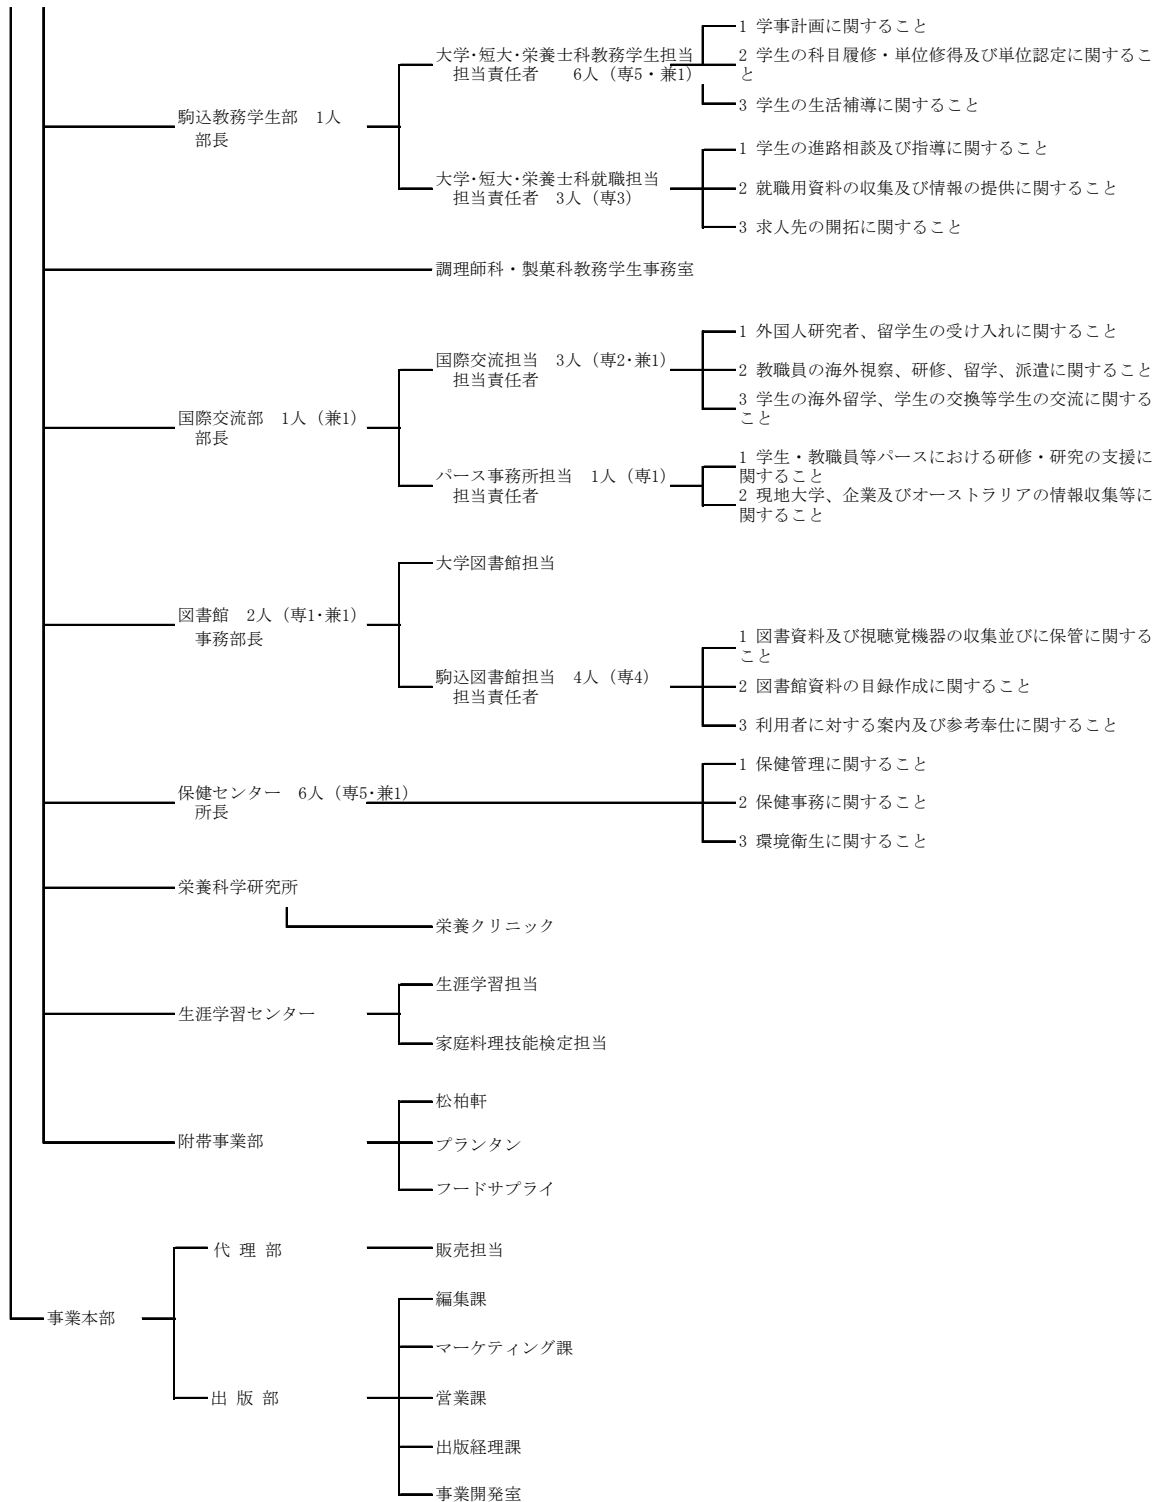 駒込教務学生部　1人
部長
大学･短大･栄養士科教務学生担当
担当責任者　　6人（専5・兼1）
1 学事計画に関すること
2 学生の科目履修・単位修得及び単位認定に関するこ
と
3 学生の生活補導に関すること
大学･短大･栄養士科就職担当
担当責任者　3人（専3）
1 学生の進路相談及び指導に関すること
2 就職用資料の収集及び情報の提供に関すること
3 求人先の開拓に関すること
調理師科・製菓科教務学生事務室
国際交流部　1人（兼1）
部長
国際交流担当　3人（専2･兼1）
担当責任者
1 外国人研究者、留学生の受け入れに関すること
2 教職員の海外視察、研修、留学、派遣に関すること
3 学生の海外留学、学生の交換等学生の交流に関する
こと
パース事務所担当　1人（専1）
担当責任者
1 学生・教職員等パースにおける研修・研究の支援に
関すること
2 現地大学、企業及びオーストラリアの情報収集等に
関すること
図書館　2人（専1･兼1）
事務部長
大学図書館担当
駒込図書館担当　4人（専4）
担当責任者
1 図書資料及び視聴覚機器の収集並びに保管に関する
こと
2 図書館資料の目録作成に関すること
3 利用者に対する案内及び参考奉仕に関すること
保健センター　6人（専5･兼1）
所長
1 保健管理に関すること
2 保健事務に関すること
3 環境衛生に関すること
栄養科学研究所
栄養クリニック
生涯学習センター
生涯学習担当
家庭料理技能検定担当
附帯事業部
松柏軒
プランタン
フードサプライ
事業本部
代 理 部
販売担当
出 版 部
編集課
マーケティング課
営業課
出版経理課
事業開発室